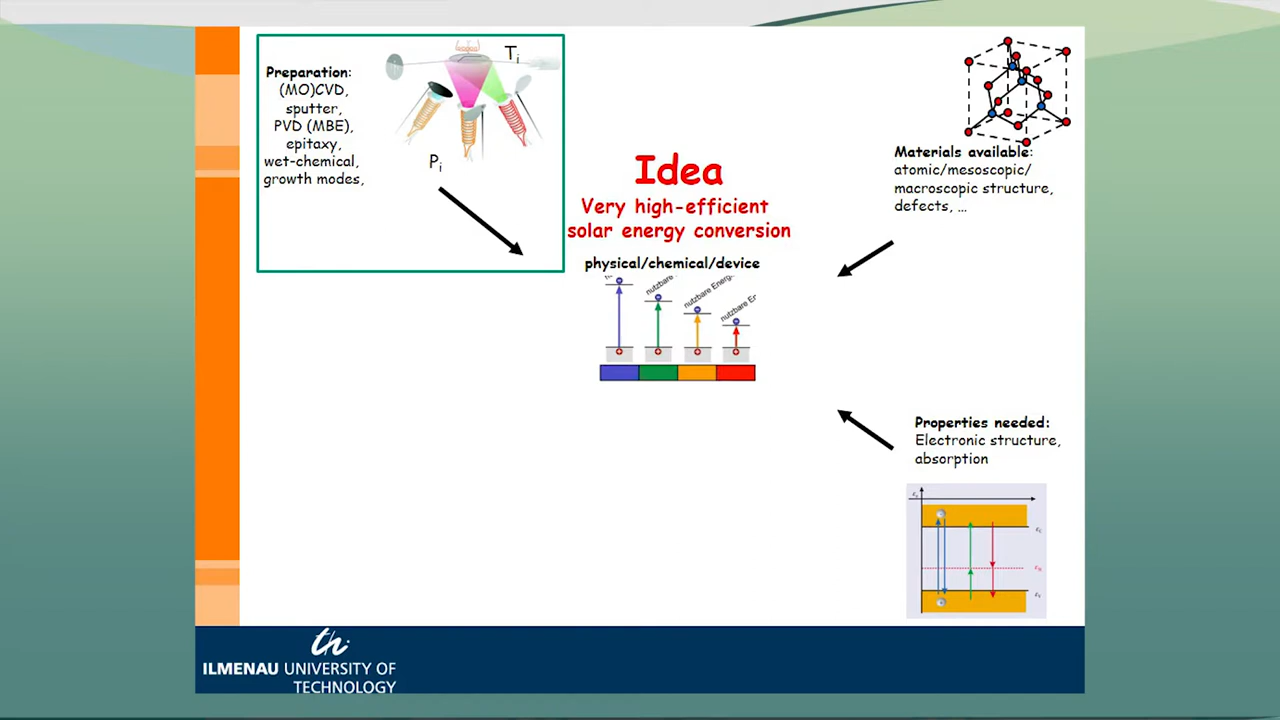 Preparation:
(MO)CVD,
sputter,
PVD (MBE),
epitaxy,
wet-chemical,
growth modes,
Ti
Pi
Idea
Very high-efficient
solar energy conversion
physical/chemical/device
nutzbare
nutzbare Energ
nutzbare Er
Materials available:
atomic/mesoscopic/
macroscopic structure,
defects, …
Properties needed:
Electronic structure,
absorption
th
ILMENAU UNIVERSITY OF
TECHNOLOGY